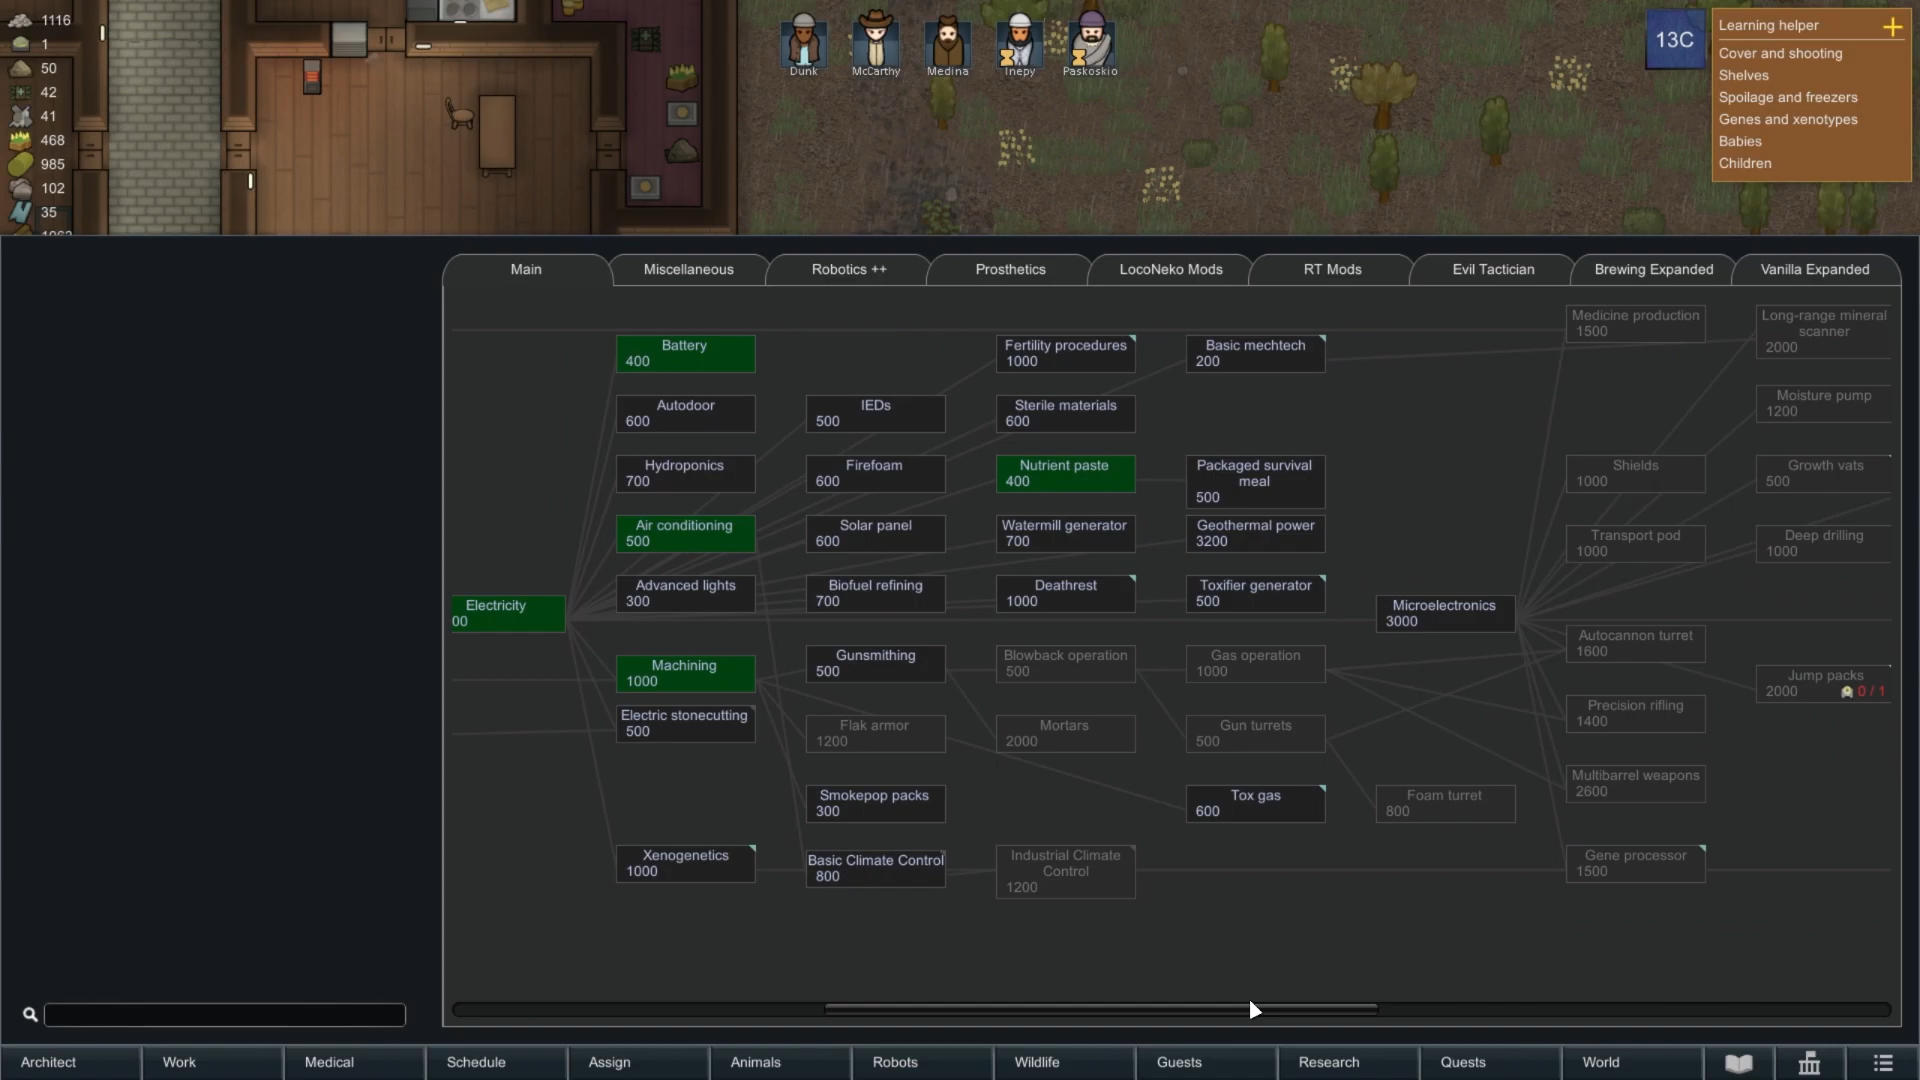 1116
1
50
42
41
468
985
102
35
Dunk
McCarthy
Medina
Inepy
Paskoskio
13C
Learning helper
Cover and shooting
Shelves
Spoilage and freezers
Genes and xenotypes
Babies
Children
Main
Miscellaneous
Robotics ++
Prosthetics
LocoNeko Mods
RT Mods
Evil Tactician
Brewing Expanded
Vanilla Expanded
Electricity
00
Battery
400
Autodoor
600
Hydroponics
700
Air conditioning
500
Advanced lights
300
Machining
1000
Electric stonecutting
500
Xenogenetics
1000
IEDs
500
Firefoam
600
Solar panel
600
Biofuel refining
700
Gunsmithing
500
Flak armor
1200
Smokepop packs
300
Basic Climate Control
800
Fertility procedures
1000
Sterile materials
600
Nutrient paste
400
Watermill generator
700
Deathrest
1000
Blowback operation
500
Mortars
2000
Industrial Climate
Control
1200
Basic mechtech
200
Packaged survival
meal
500
Geothermal power
3200
Toxifier generator
500
Gas operation
1000
Gun turrets
500
Tox gas
600
Microelectronics
3000
Foam turret
800
Medicine production
1500
Shields
1000
Transport pod
1000
Autocannon turret
1600
Precision rifling
1400
Multibarrel weapons
2600
Gene processor
1500
Long-range mineral
scanner
2000
Moisture pump
1200
Growth vats
500
Deep drilling
1000
Jump packs
2000 0 / 1
Architect
Work
Medical
Schedule
Assign
Animals
Robots
Wildlife
Guests
Research
Quests
World